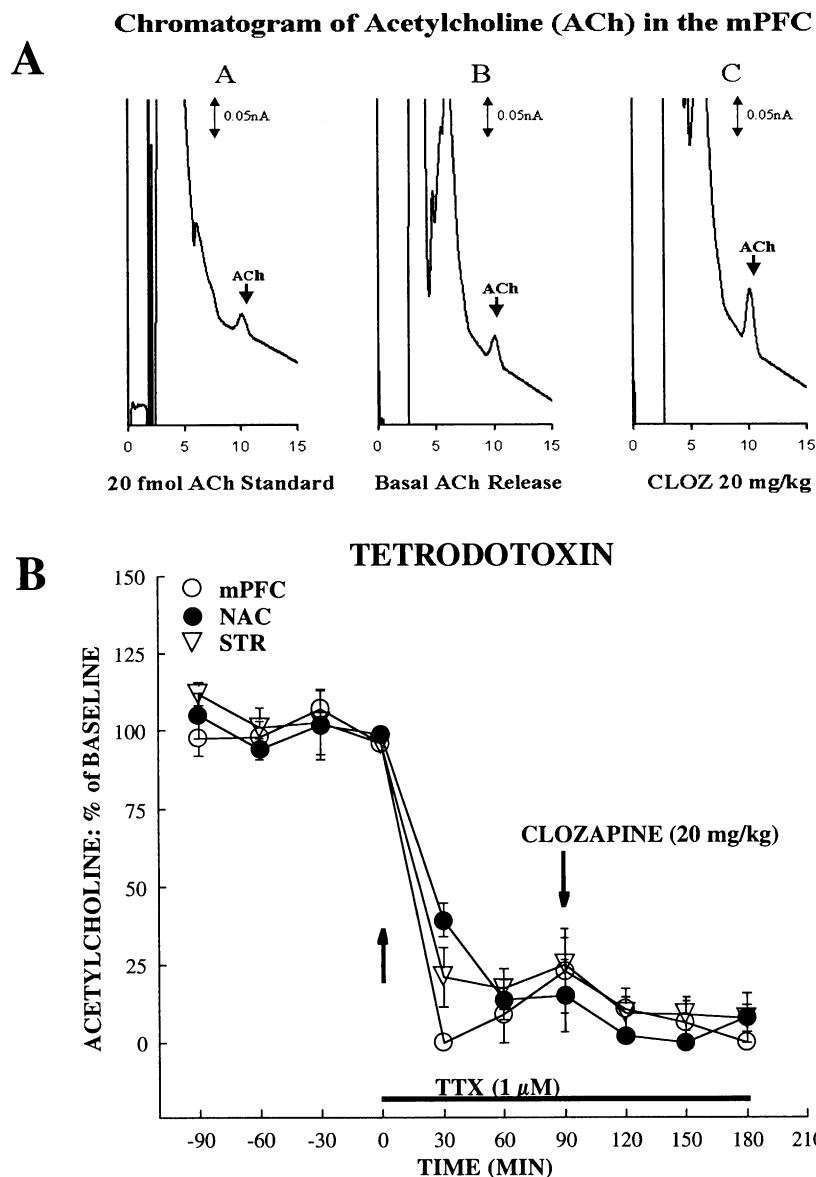 Chromatogram of Acetylcholine (ACh) in the mPFC
A
A
B
C
0.05nA
0.05nA
0.05nA
ACh
ACh
ACh
0 5 10 15
0 5 10 15
0 5 10 15
20 fmol ACh Standard
Basal ACh Release
CLOZ 20 mg/kg
B
TETRODOTOXIN
mPFC
NAC
STR
ACETYLCHOLINE: % of BASELINE
150
125
100
75
50
25
0
CLOZAPINE (20 mg/kg)
TTX (1 µM)
-90 -60 -30 0 30 60 90 120 150 180 210
TIME (MIN)